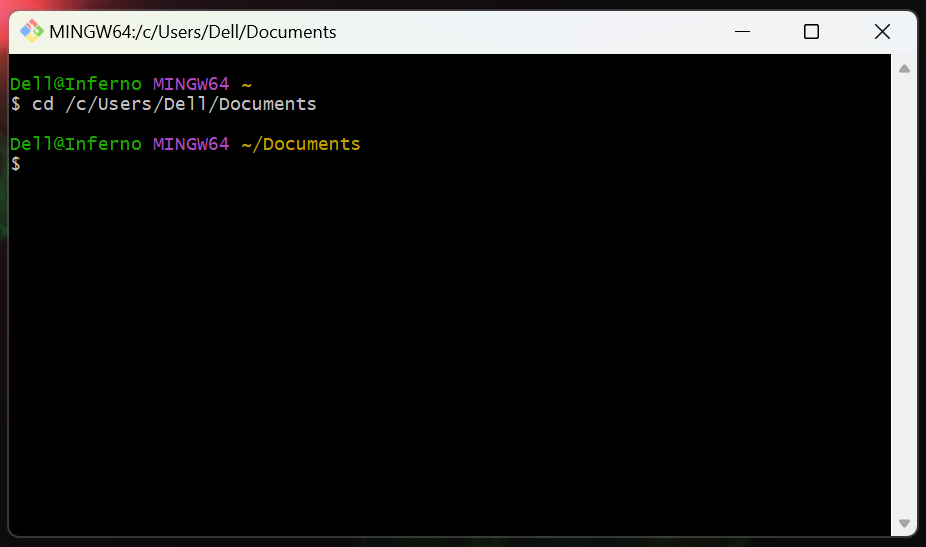 MINGW64:/c/Users/Dell/Documents
Dell@Inferno MINGW64 ~
$ cd /c/Users/Dell/Documents
Dell@Inferno MINGW64 ~/Documents
$